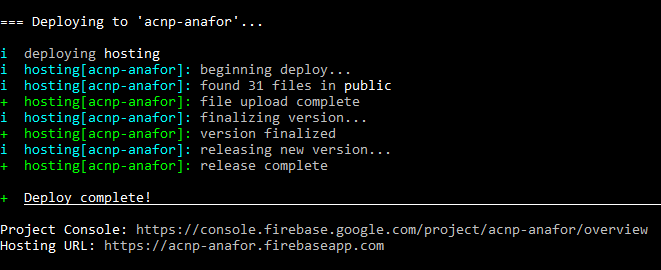 === Deploying to 'acnp-anafor'...
i deploying hosting
i hosting[acnp-anafor]: beginning deploy...
i hosting[acnp-anafor]: found 31 files in public
+ hosting[acnp-anafor]: file upload complete
i hosting[acnp-anafor]: finalizing version...
+ hosting[acnp-anafor]: version finalized
i hosting[acnp-anafor]: releasing new version...
+ hosting[acnp-anafor]: release complete
+ Deploy complete!
Project Console: https://console.firebase.google.com/project/acnp-anafor/overview
Hosting URL: https://acnp-anafor.firebaseapp.com